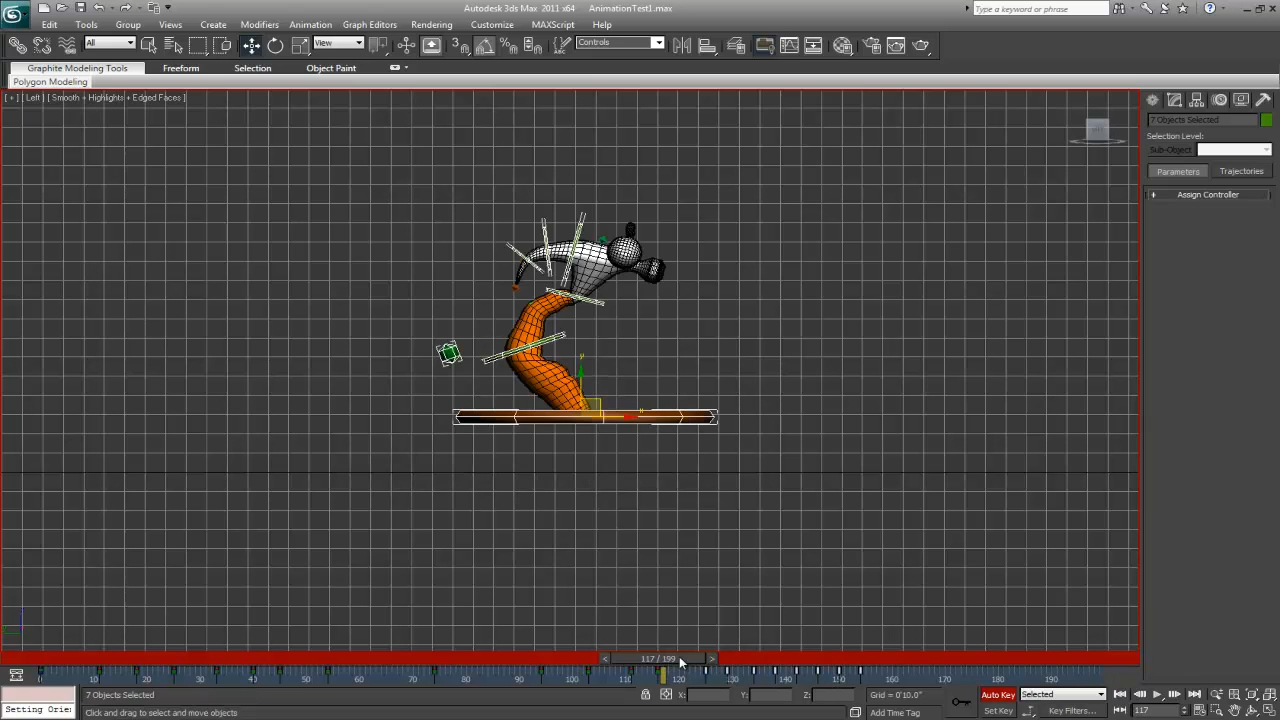 Autodesk 3ds Max 2011 x64 AnimationTest1.max
Type a keyword or phrase
Edit Tools Group Views Create Modifiers Animation Graph Editors Rendering Customize MAXScript Help
All View Controls
Graphite Modeling Tools Freeform Selection Object Paint
Polygon Modeling
[ + ] [ Left ] [ Smooth + Highlights + Edged Faces ]
7 Objects Selected
Selection Level:
Sub-Object
Parameters Trajectories
+ Assign Controller
y
x
< 117 / 199 >
10 20 30 40 50 60 70 80 90 100 110 120 130 140 150 160 170 180 190
7 Objects Selected X: Y: Z: Grid = 0'10.0" Auto Key Selected
Setting Orie Click and drag to select and move objects Add Time Tag Set Key Key Filters... 117